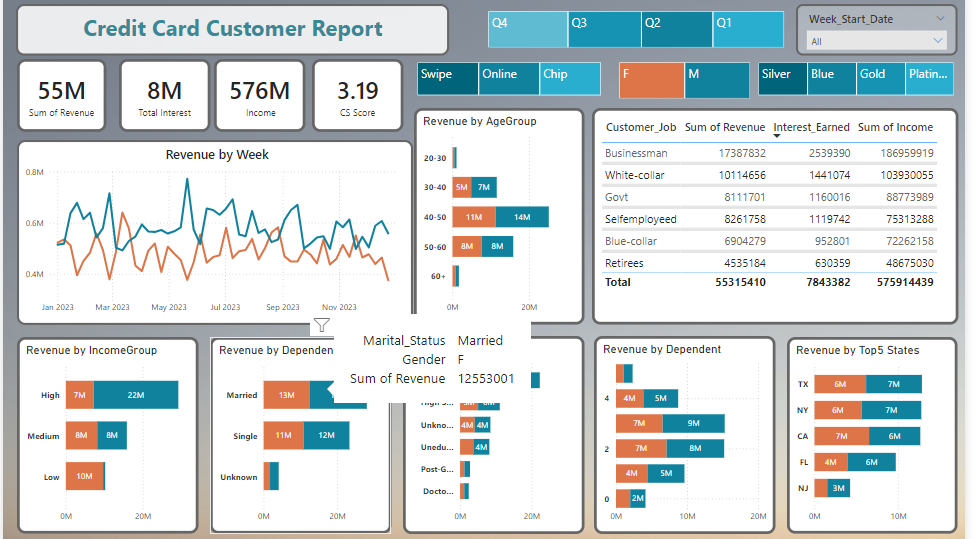 Credit Card Customer Report
Q4 Q3 Q2 Q1
Week_Start_Date
All
55M
Sum of Revenue
8M
Total Interest
576M
Income
3.19
CS Score
Swipe Online Chip
F M
Silver Blue Gold Platin...
Revenue by Week
0.8M
0.6M
0.4M
Jan 2023 Mar 2023 May 2023 Jul 2023 Sep 2023 Nov 2023
Revenue by AgeGroup
20-30
30-40 5M 7M
40-50 11M 14M
50-60 8M 8M
60+
0M 20M
Customer_Job Sum of Revenue Interest_Earned Sum of Income
Businessman 17387832 2539390 186959919
White-collar 10114656 1441074 103930055
Govt 8111701 1160016 88773989
Selfemployeed 8261758 1119742 75313288
Blue-collar 6904279 952801 72262158
Retirees 4535184 630359 48675030
Total 55315410 7843382 575914439
Marital_Status Married
Gender F
Sum of Revenue 12553001
Revenue by IncomeGroup
High 7M 22M
Medium 8M 8M
Low 10M
0M 20M
Revenue by Dependen
Married 13M
Single 11M 12M
Unknown
0M 20M
Unkno... 4M 4M
Unedu... 4M
Post-G...
Docto...
0M 20M
Revenue by Dependent
4 4M 5M
7M 9M
2 7M 8M
4M 5M
0 2M
0M 10M 20M
Revenue by Top5 States
TX 6M 7M
NY 6M 7M
CA 7M 6M
FL 4M 6M
NJ 3M
0M 10M